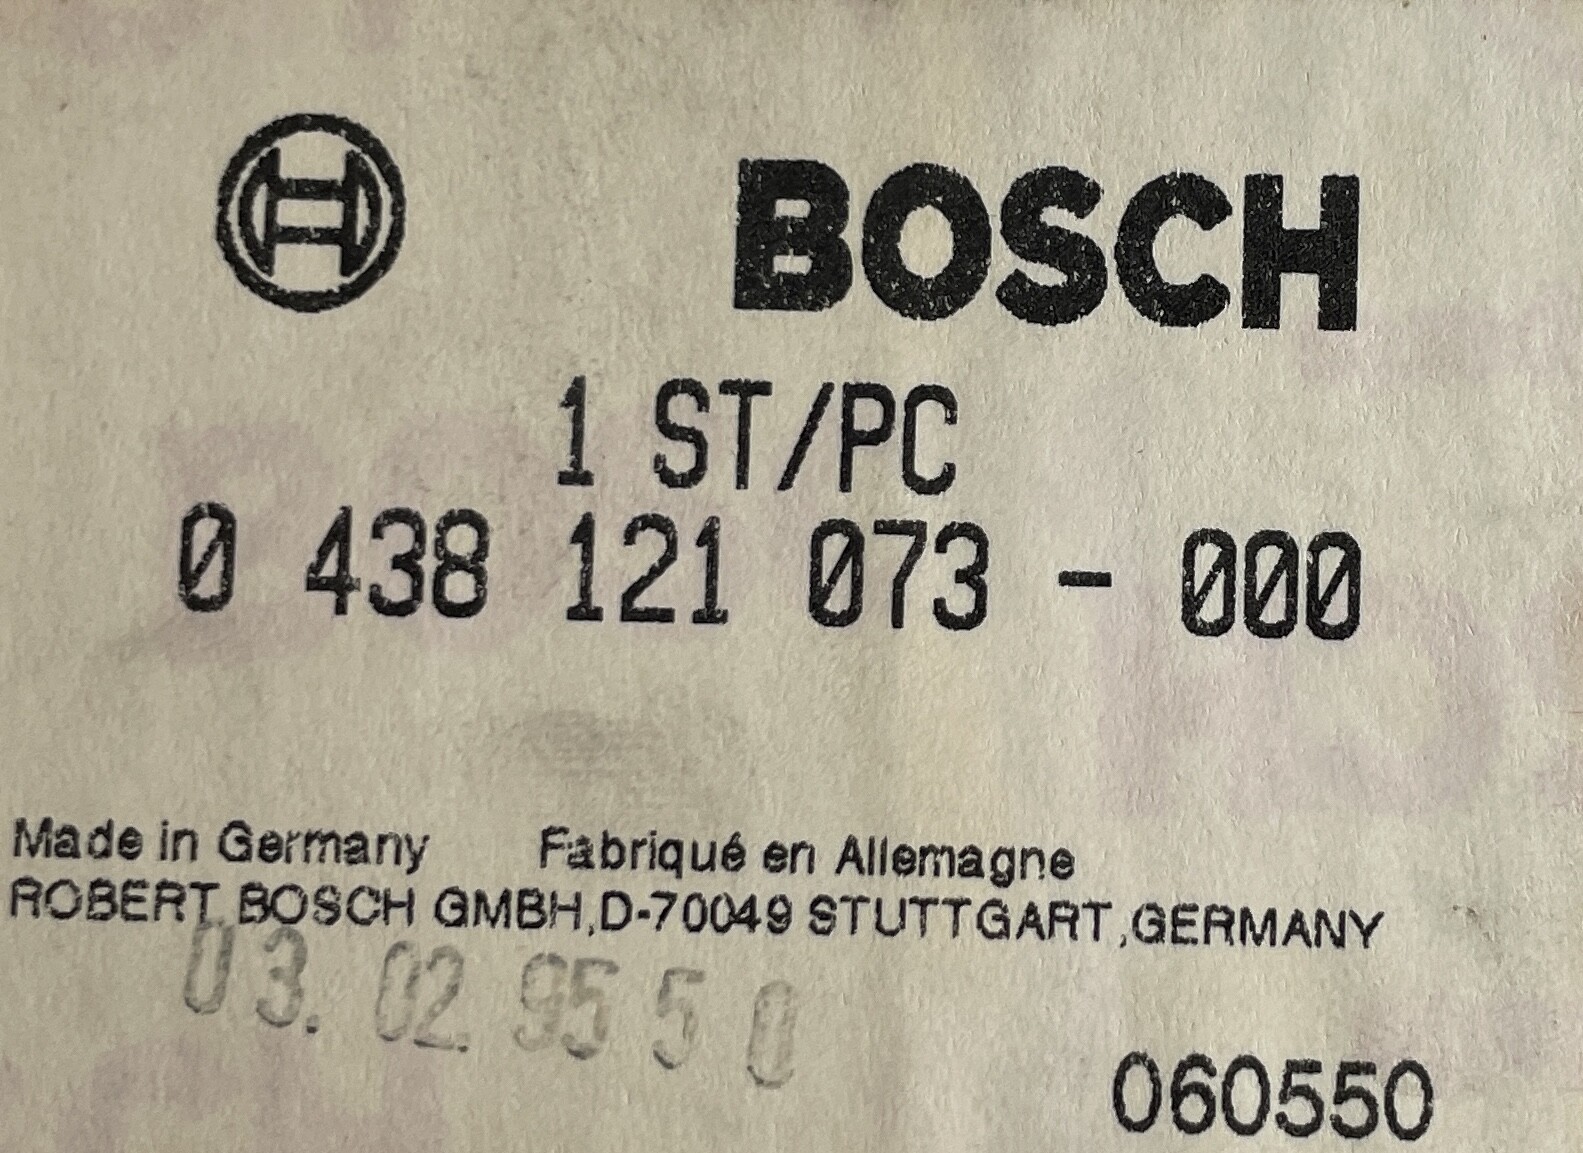 BOSCH
1 ST/PC
0 438 121 073 - 000
Made in Germany Fabriqué en Allemagne
ROBERT BOSCH GMBH,D-70049 STUTTGART,GERMANY
03. 02. 95 5 0
060550